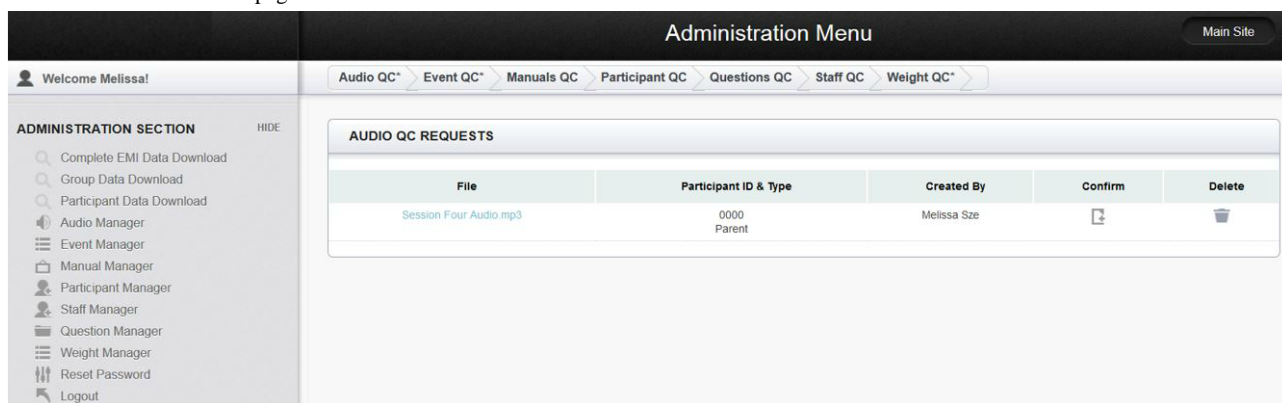 Administration Menu
Main Site
Welcome Melissa!
Audio QC* Event QC* Manuals QC Participant QC Questions QC Staff QC Weight QC*
ADMINISTRATION SECTION HIDE
Complete EMI Data Download
Group Data Download
Participant Data Download
Audio Manager
Event Manager
Manual Manager
Participant Manager
Staff Manager
Question Manager
Weight Manager
Reset Password
Logout
AUDIO QC REQUESTS
File Participant ID & Type Created By Confirm Delete
Session Four Audio.mp3 0000 Melissa Sze
Parent